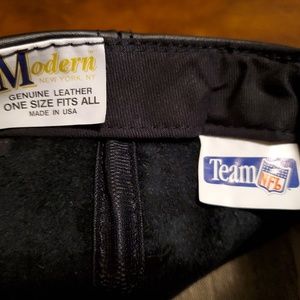 Modern
NEW YORK, NY
GENUINE LEATHER
ONE SIZE FITS ALL
MADE IN USA
Team NFL